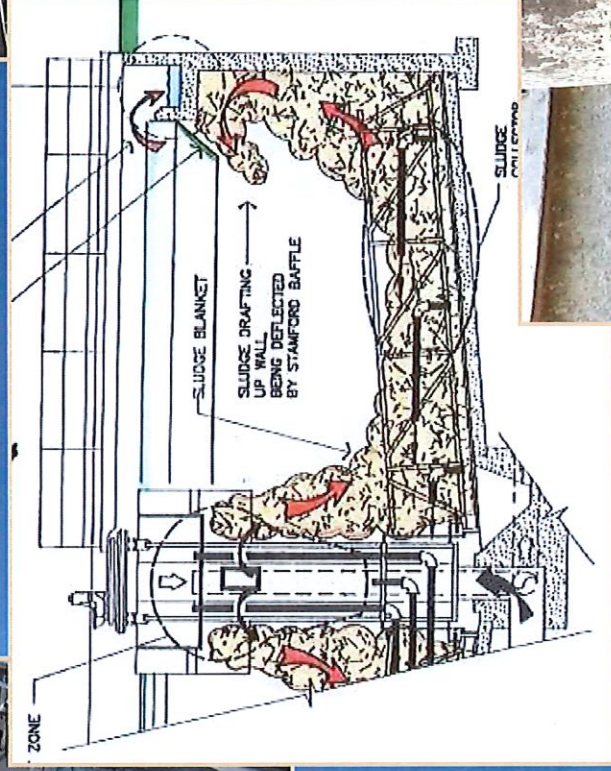 ZONE
SLUDGE BLANKET
SLUDGE DRAFTING
UP WALL
BEING DEFLECTED
BY STAMFORD BAFFLE
SLUDGE